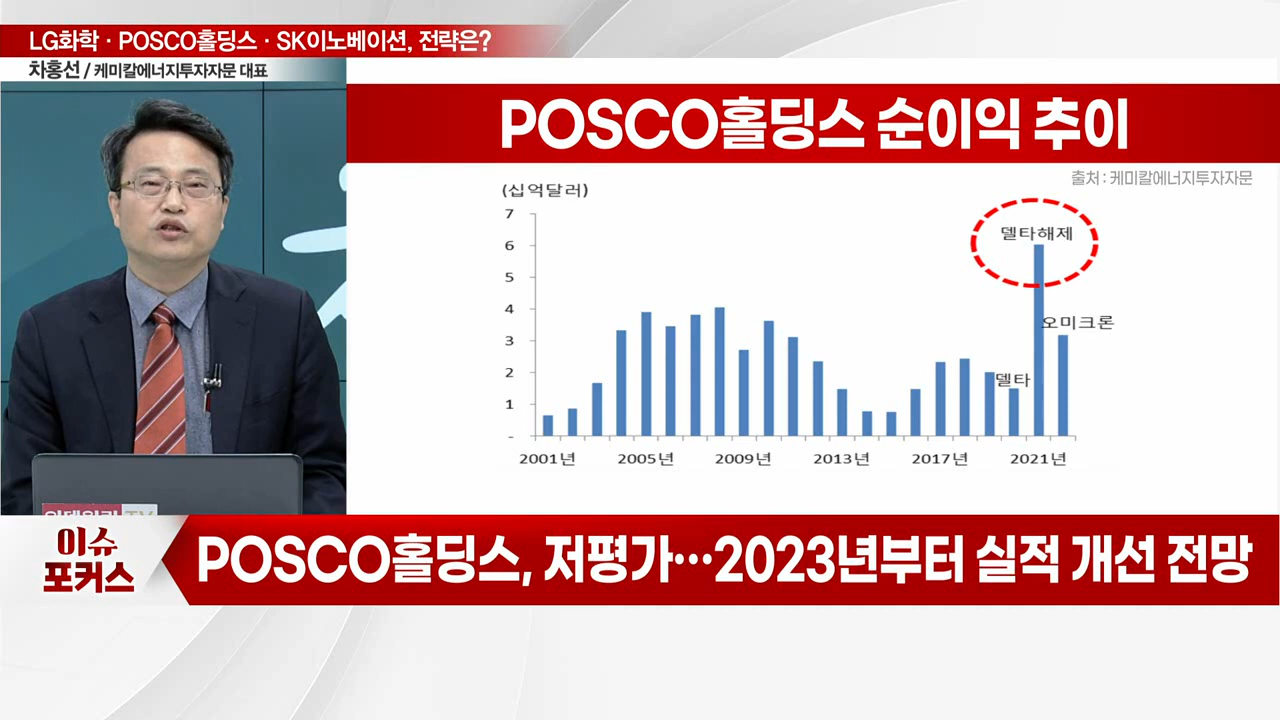 LG화학 · POSCO홀딩스 · SK이노베이션, 전략은?
차홍선 / 케미칼에너지투자자문 대표
POSCO홀딩스 순이익 추이
출처 : 케미칼에너지투자자문
(십억달러)
7
6
5
4
3
2
1
-
델타해제
오미크론
델타
2001년 2005년 2009년 2013년 2017년 2021년
이슈
포커스
POSCO홀딩스, 저평가…2023년부터 실적 개선 전망